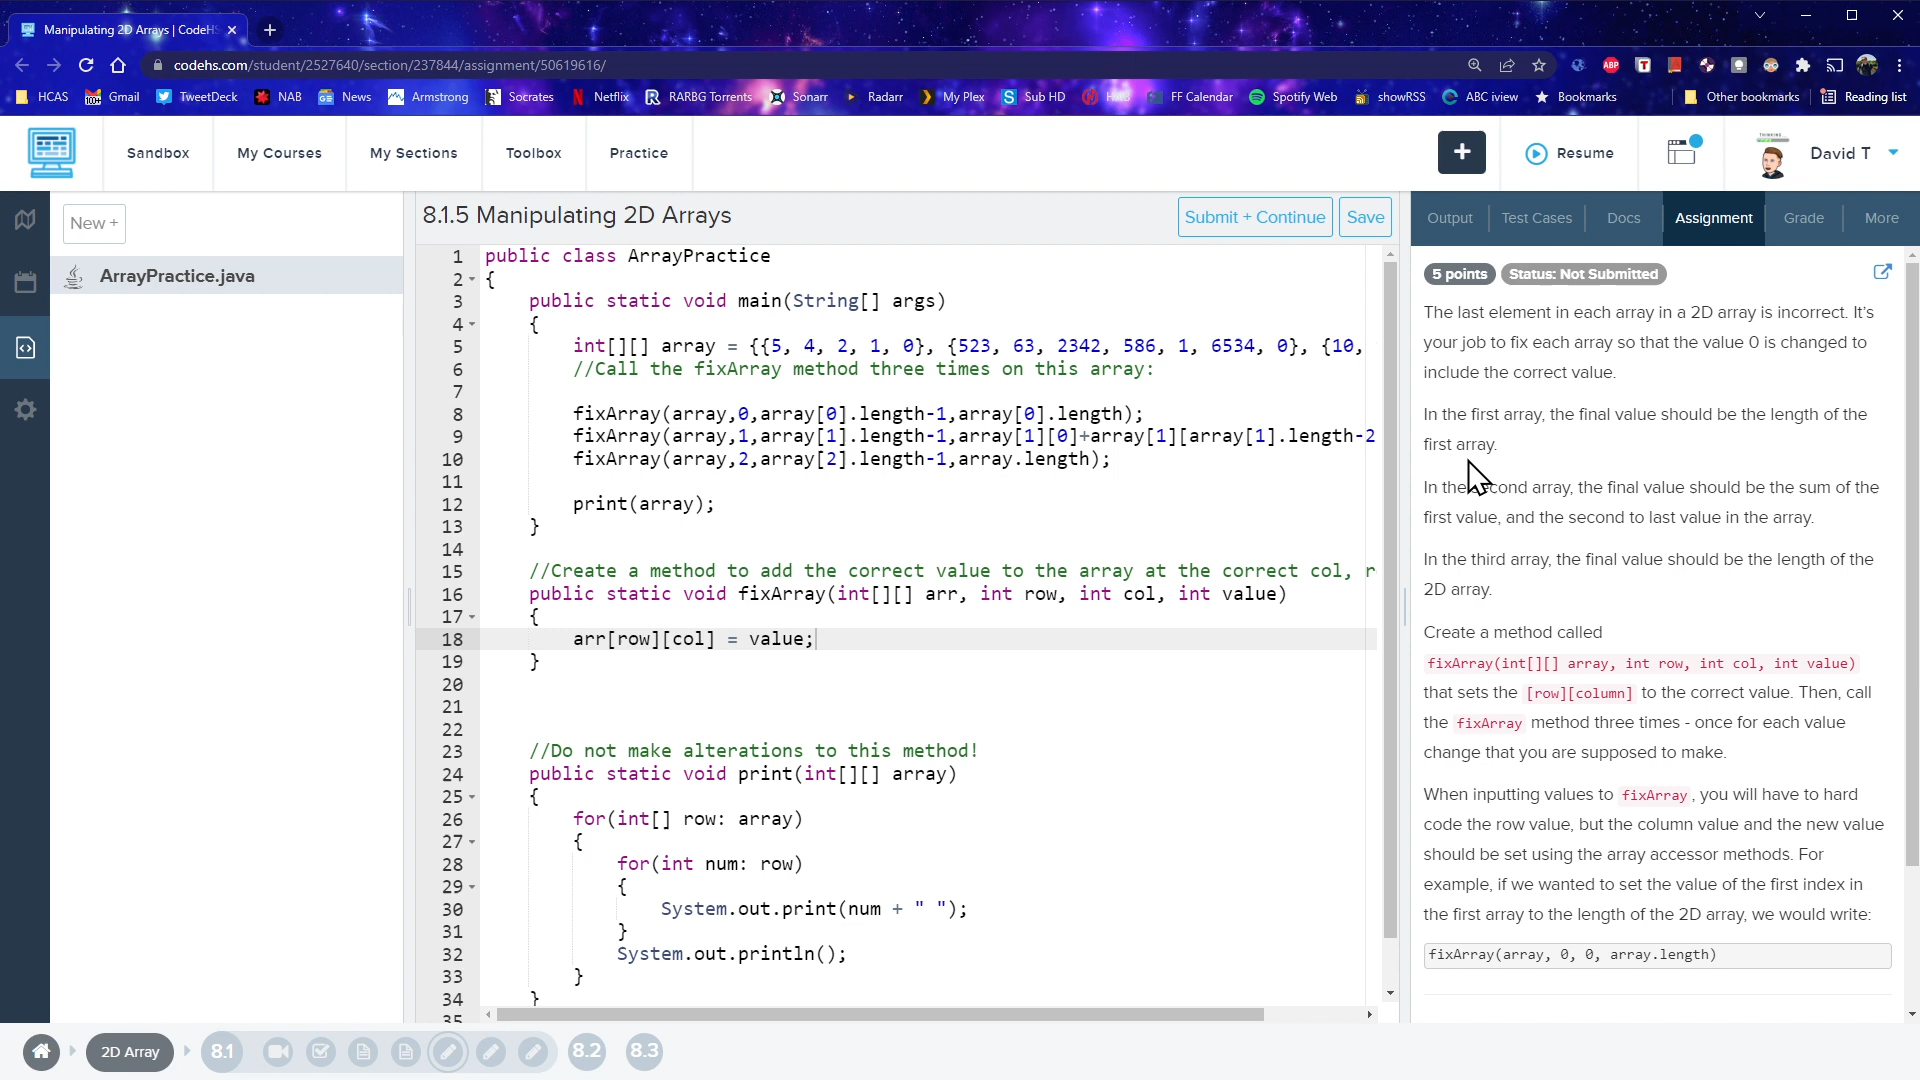 Manipulating 2D Arrays | CodeHS
codehs.com/student/2527640/section/237844/assignment/50619616/
HCAS
Gmail
TweetDeck
NAB
News
Armstrong
Socrates
Netflix
RARBG Torrents
Sonarr
Radarr
My Plex
Sub HD
FF Calendar
Spotify Web
showRSS
ABC iview
Bookmarks
Other bookmarks
Reading list
Sandbox
My Courses
My Sections
Toolbox
Practice
Resume
David T
New +
ArrayPractice.java
8.1.5 Manipulating 2D Arrays
Submit + Continue
Save
1 public class ArrayPractice
2 {
3 public static void main(String[] args)
4 {
5 int[][] array = {{5, 4, 2, 1, 0}, {523, 63, 2342, 586, 1, 6534, 0}, {10,
6 //Call the fixArray method three times on this array:
7
8 fixArray(array,0,array[0].length-1,array[0].length);
9 fixArray(array,1,array[1].length-1,array[1][0]+array[1][array[1].length-2
10 fixArray(array,2,array[2].length-1,array.length);
11
12 print(array);
13 }
14
15 //Create a method to add the correct value to the array at the correct col, r
16 public static void fixArray(int[][] arr, int row, int col, int value)
17 {
18 arr[row][col] = value;
19 }
20
21
22
23 //Do not make alterations to this method!
24 public static void print(int[][] array)
25 {
26 for(int[] row: array)
27 {
28 for(int num: row)
29 {
30 System.out.print(num + " ");
31 }
32 System.out.println();
33 }
34 }
35
Output
Test Cases
Docs
Assignment
Grade
More
5 points Status: Not Submitted
The last element in each array in a 2D array is incorrect. It's
your job to fix each array so that the value 0 is changed to
include the correct value.
In the first array, the final value should be the length of the
first array.
In the second array, the final value should be the sum of the
first value, and the second to last value in the array.
In the third array, the final value should be the length of the
2D array.
Create a method called
fixArray(int[][] array, int row, int col, int value)
that sets the [row][column] to the correct value. Then, call
the fixArray method three times - once for each value
change that you are supposed to make.
When inputting values to fixArray, you will have to hard
code the row value, but the column value and the new value
should be set using the array accessor methods. For
example, if we wanted to set the value of the first index in
the first array to the length of the 2D array, we would write:
fixArray(array, 0, 0, array.length)
2D Array
8.1
8.2
8.3